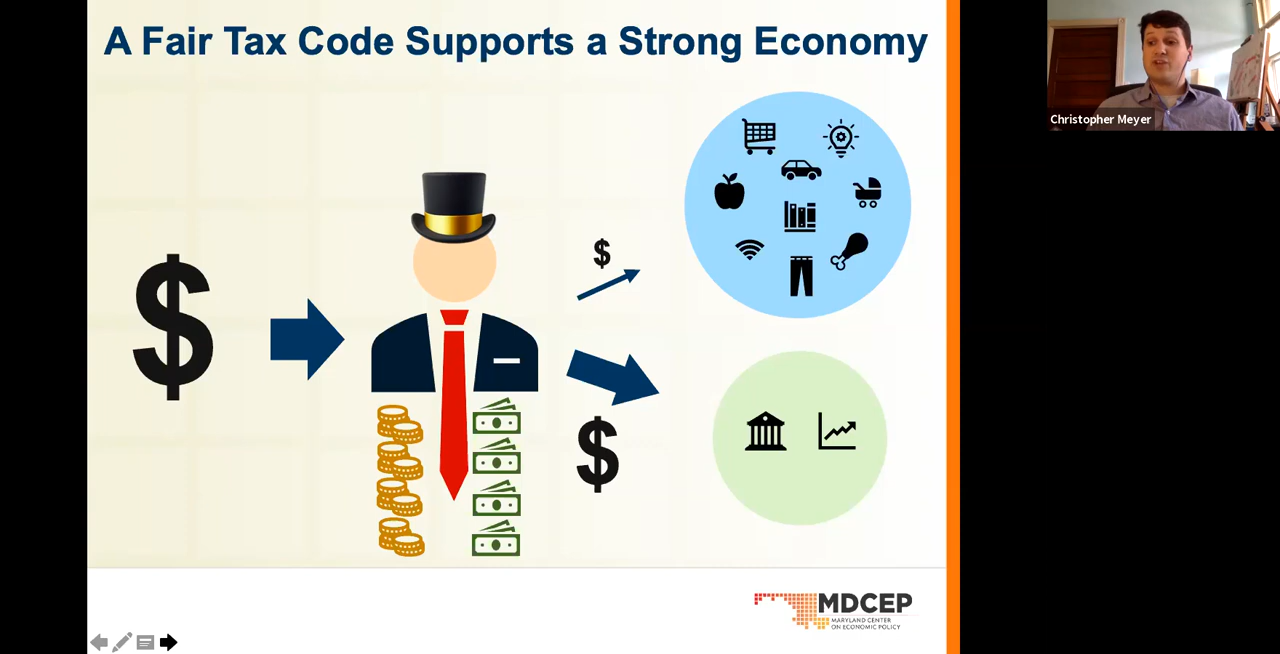 A Fair Tax Code Supports a Strong Economy
Christopher Meyer
$
$
$
MDCEP
MARYLAND CENTER
ON ECONOMIC POLICY